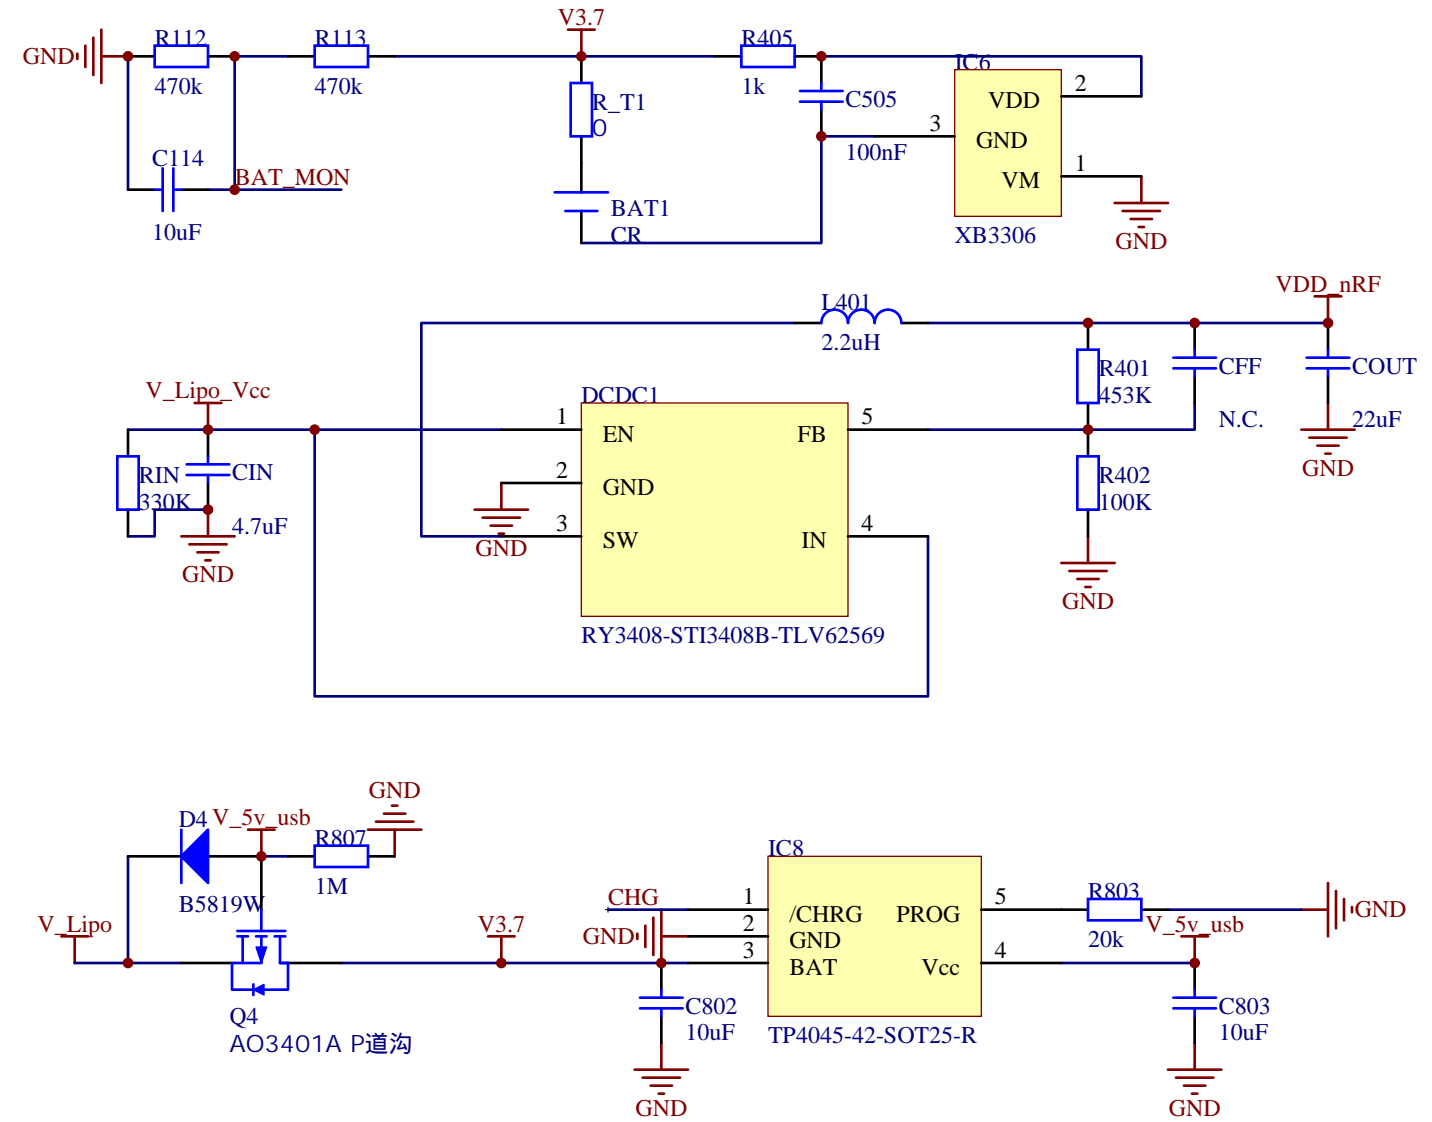 V3.7
GND
R112
470k
R113
470k
C114
10uF
BAT_MON
R_T1
0
BAT1
CR
R405
1k
C505
100nF
IC6
VDD
2
3
GND
VM
1
XB3306
GND
L401
2.2uH
VDD_nRF
R401
453K
CFF
N.C.
COUT
22uF
GND
V_Lipo_Vcc
RIN
330K
CIN
4.7uF
GND
DCDC1
1
EN
FB
5
2
GND
GND
3
SW
IN
4
RY3408-STI3408B-TLV62569
R402
100K
GND
GND
D4
V_5v_usb
R807
1M
B5819W
V_Lipo
Q4
AO3401A P道沟
V3.7
IC8
CHG
1
/CHRG
PROG
5
GND
2
GND
3
BAT
Vcc
4
TP4045-42-SOT25-R
R803
20k
GND
V_5v_usb
C802
10uF
GND
C803
10uF
GND